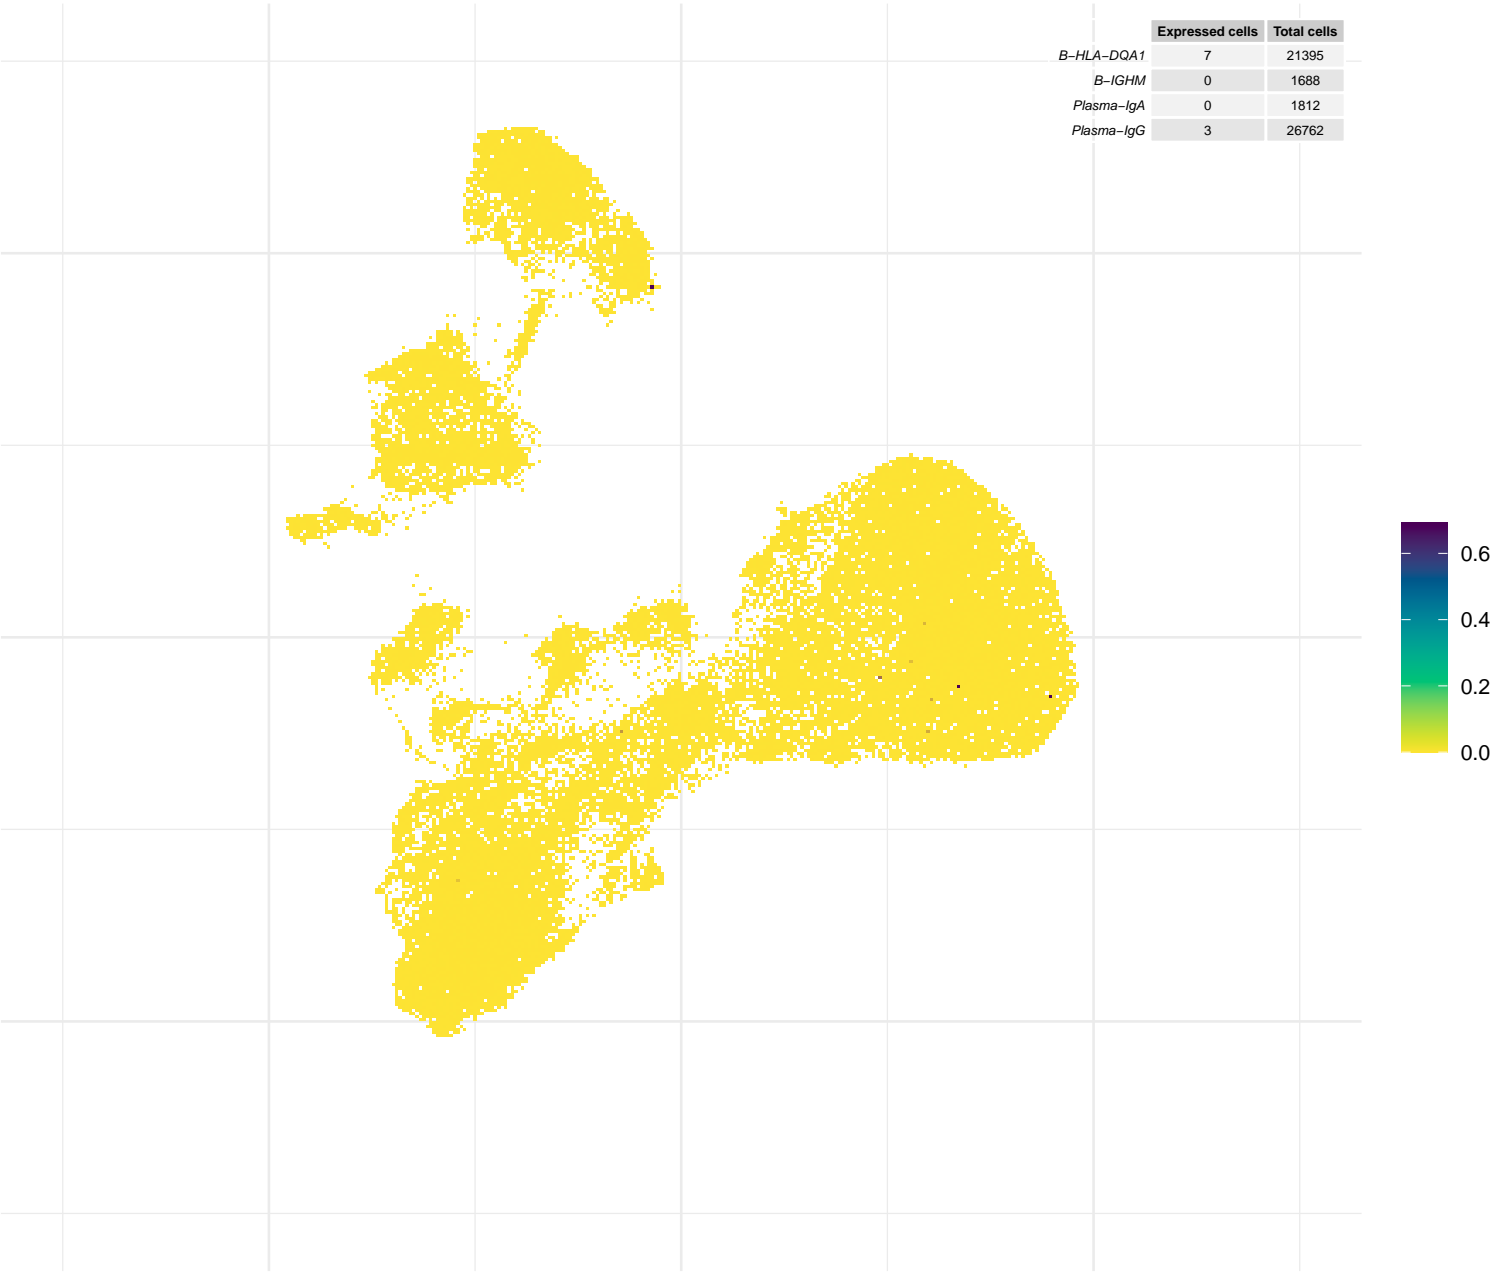 Expressed cells Total cells
B−HLA−DQA1 7 21395
B−IGHM 0 1688
Plasma−IgA 0 1812
Plasma−IgG 3 26762
0.6
0.4
0.2
0.0